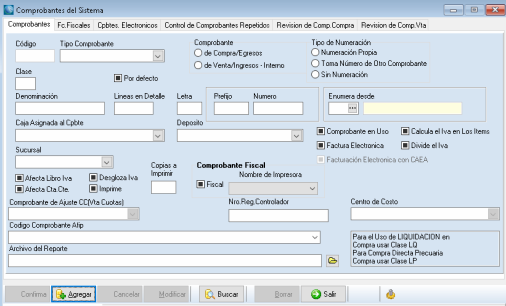 Comprobantes del Sistema
Comprobantes Fc.Fiscales Cpbtes. Electronicos Control de Comprobantes Repetidos Revision de Comp.Compra Revision de Comp.Vta
Código Tipo Comprobante Comprobante Tipo de Numeración
de Compra/Egresos Numeración Propia
de Venta/Ingresos - Interno Toma Número de Otro Comprobante
Sin Numeración
Clase
Por defecto
Denominación Lineas en Detalle Letra Prefijo Numero Enumera desde
Caja Asignada al Cpbte Deposito
Comprobante en Uso Calcula el Iva en Los Items
Factura Electronica Divide el Iva
Facturación Electronica con CAEA
Sucursal
Copias a Imprimir
Comprobante Fiscal
Nombre de Impresora
Afecta Libro Iva Desgloza Iva
Fiscal
Afecta Cta.Cte. Imprime
Comprobante de Ajuste CC(Vta Cuotas) Nro.Reg.Controlador Centro de Costo
Codigo Comprobante Afip
Para el Uso de LIQUIDACION en
Compra usar Clase LQ
Para Compra Directa Precuaria
Compra usar Clase LP
Archivo del Reporte
Confirma Agregar Cancelar Modificar Buscar Borrar Salir